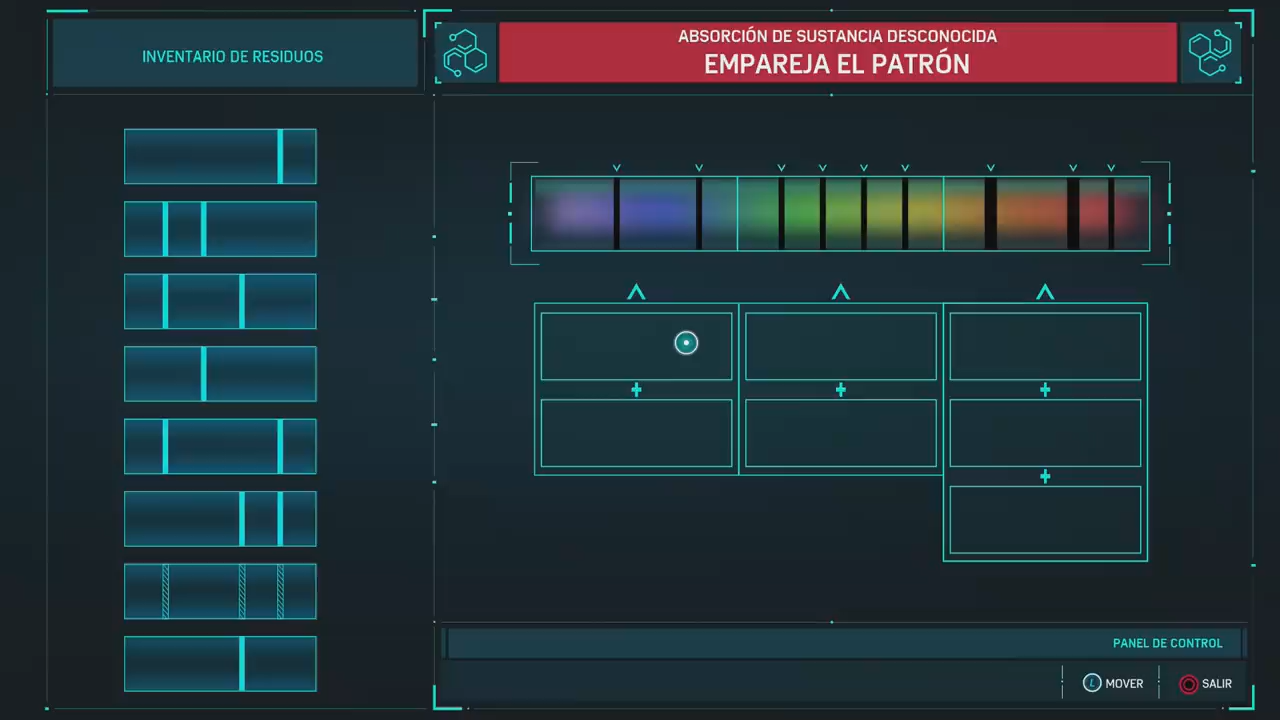 INVENTARIO DE RESIDUOS
ABSORCIÓN DE SUSTANCIA DESCONOCIDA
EMPAREJA EL PATRÓN
PANEL DE CONTROL
L MOVER
SALIR